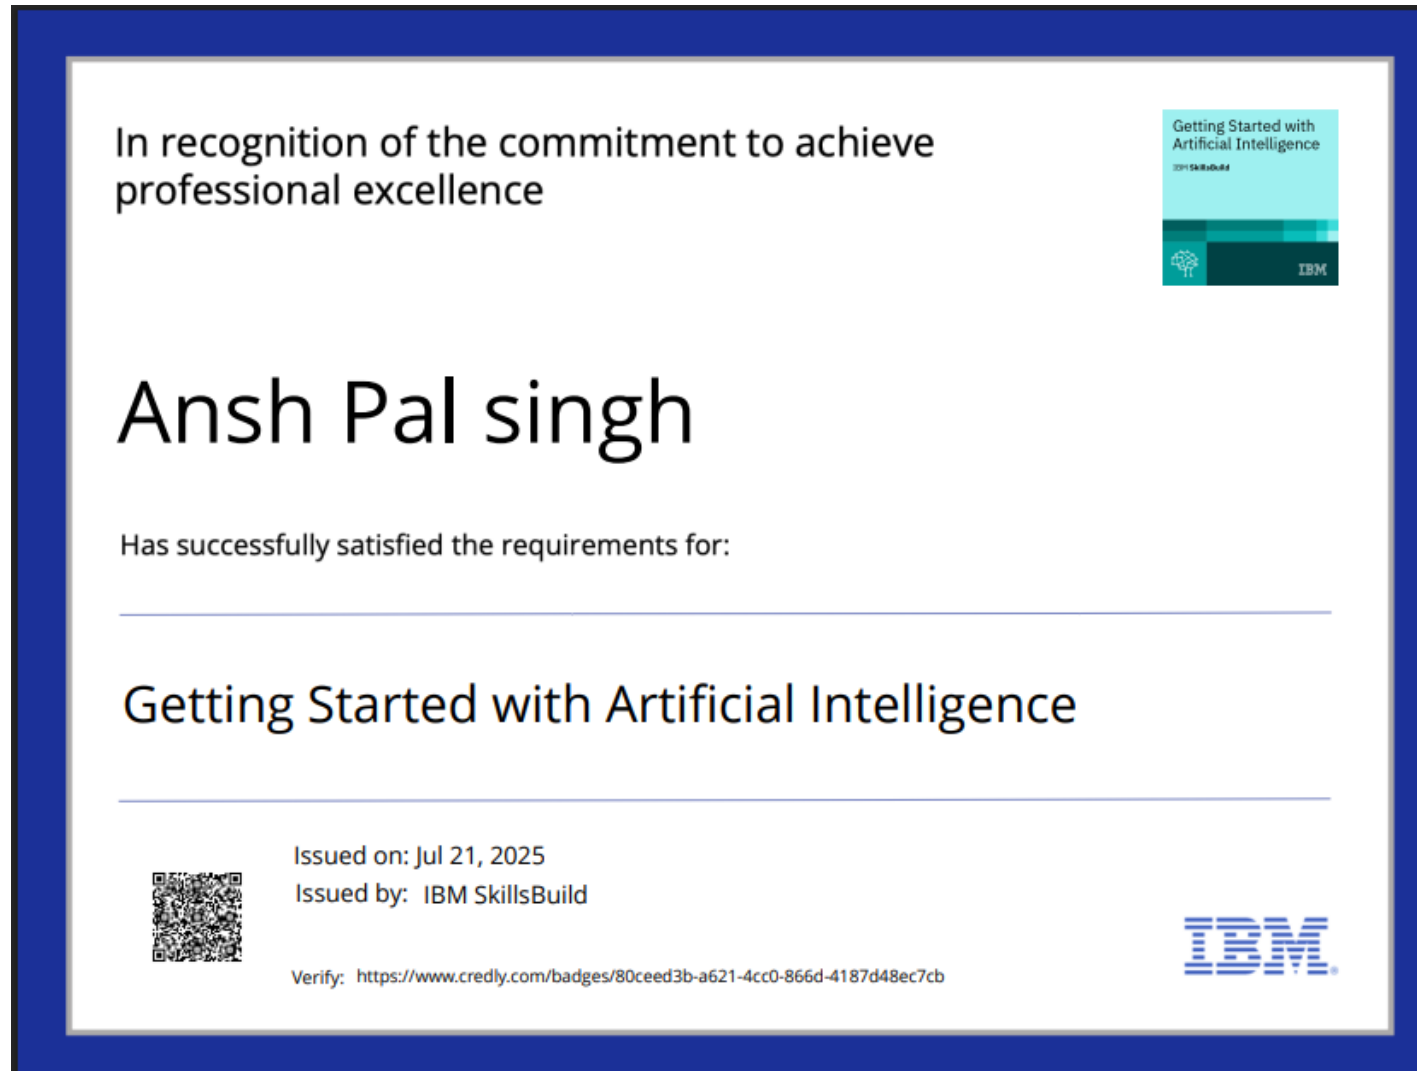 In recognition of the commitment to achieve
professional excellence
Getting Started with
Artificial Intelligence
IBM SkillsBuild
IBM
Ansh Pal singh
Has successfully satisfied the requirements for:
Getting Started with Artificial Intelligence
Issued on: Jul 21, 2025
Issued by: IBM SkillsBuild
Verify: https://www.credly.com/badges/80ceed3b-a621-4cc0-866d-4187d48ec7cb
IBM®